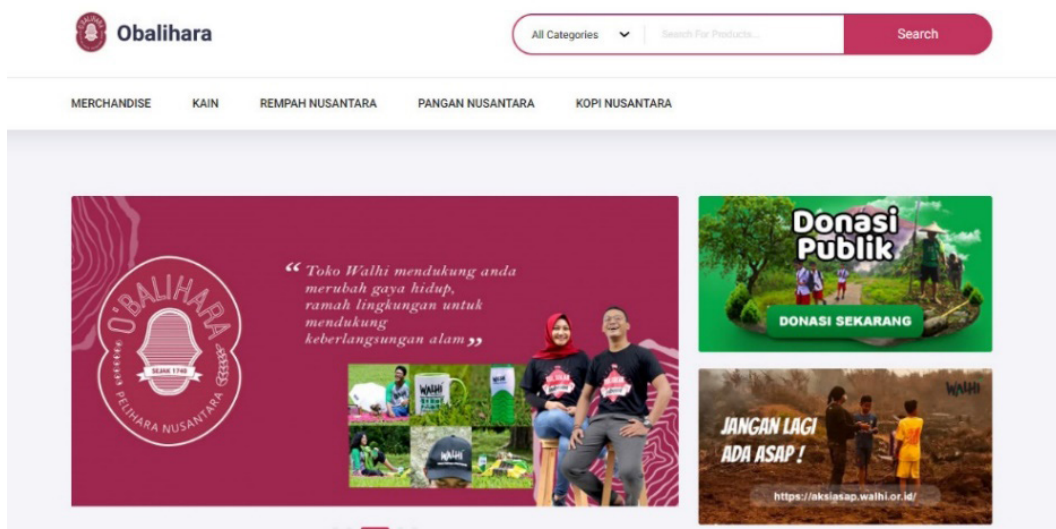 Obalihara
All Categories
Search For Products...
Search
MERCHANDISE
KAIN
REMPAH NUSANTARA
PANGAN NUSANTARA
KOPI NUSANTARA
O'BALIHARA
SEJAK 1748
PELIHARA NUSANTARA
“ Toko Walhi mendukung anda
merubah gaya hidup,
ramah lingkungan untuk
mendukung
keberlangsungan alam „
WALHI
WALHI
Donasi
Publik
DONASI SEKARANG
WALHI
JANGAN LAGI
ADA ASAP !
https://aksiasap.walhi.or.id/